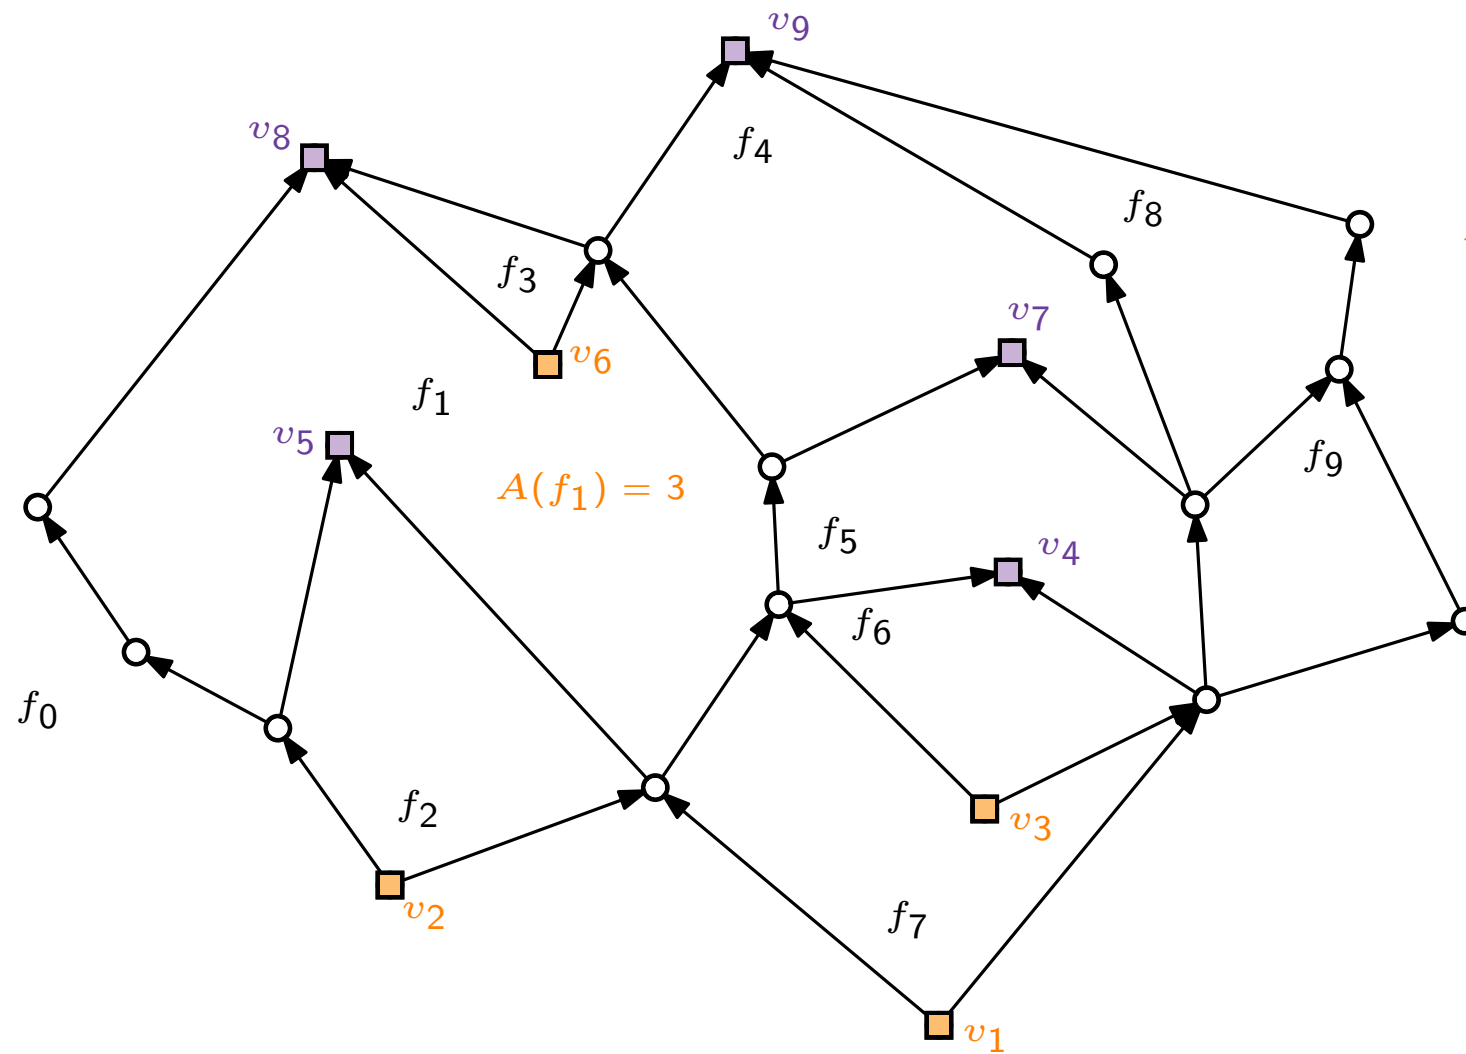 v₉
v₈
f₄
f₈
f₃
v₇
v₆
f₁
v₅
f₉
A(f₁) = 3
f₅
v₄
f₆
f₀
f₂
v₃
v₂
f₇
v₁